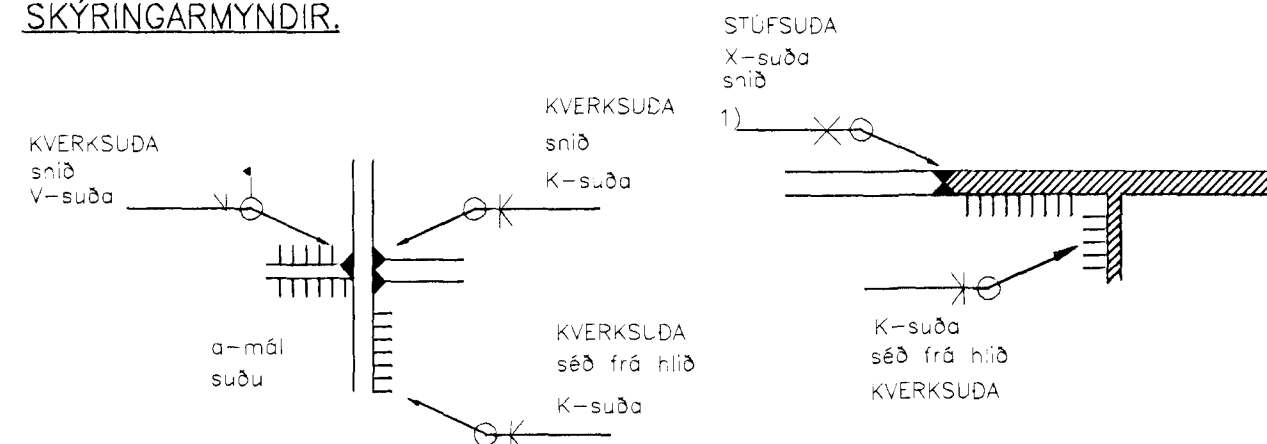 SKÝRINGARMYNDIR.
KVERKSUÐA
snið
V-suða
KVERKSUÐA
snið
K-suða
a-mál
suðu
KVERKSUÐA
séð frá hlið
K-suða
STÚFSUÐA
X-suða
snið
1)
K-suða
séð frá hlið
KVERKSUÐA